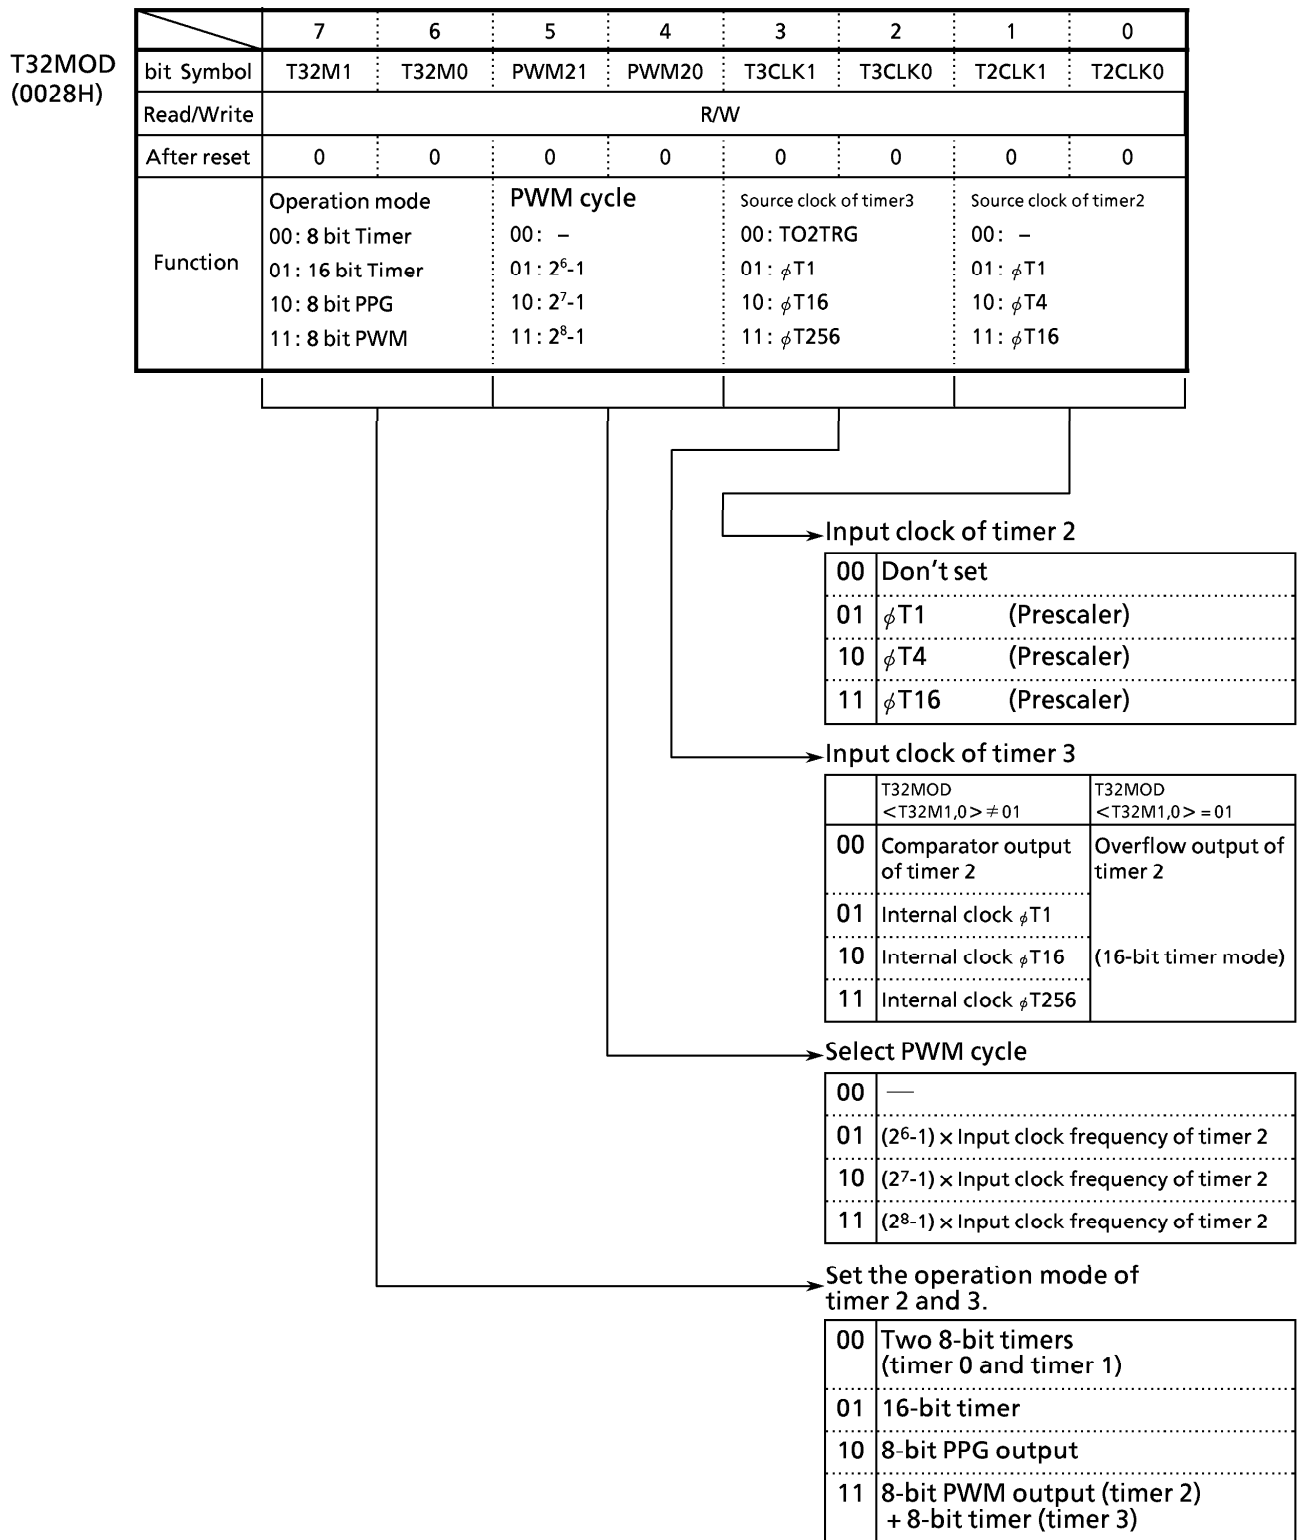 7 6 5 4 3 2 1 0
T32MOD
(0028H)
bit Symbol T32M1 T32M0 PWM21 PWM20 T3CLK1 T3CLK0 T2CLK1 T2CLK0
Read/Write R/W
After reset 0 0 0 0 0 0 0 0
Function
Operation mode
00: 8 bit Timer
01: 16 bit Timer
10: 8 bit PPG
11: 8 bit PWM
PWM cycle
00: –
01: 2⁶-1
10: 2⁷-1
11: 2⁸-1
Source clock of timer3
00: TO2TRG
01: ϕT1
10: ϕT16
11: ϕT256
Source clock of timer2
00: –
01: ϕT1
10: ϕT4
11: ϕT16
Input clock of timer 2
00 Don't set
01 ϕT1 (Prescaler)
10 ϕT4 (Prescaler)
11 ϕT16 (Prescaler)
Input clock of timer 3
T32MOD
<T32M1,0> ≠ 01
T32MOD
<T32M1,0> = 01
00 Comparator output
of timer 2
Overflow output of
timer 2
01 Internal clock ϕT1
10 Internal clock ϕT16 (16-bit timer mode)
11 Internal clock ϕT256
Select PWM cycle
00 —
01 (2⁶-1) × Input clock frequency of timer 2
10 (2⁷-1) × Input clock frequency of timer 2
11 (2⁸-1) × Input clock frequency of timer 2
Set the operation mode of
timer 2 and 3.
00 Two 8-bit timers
(timer 0 and timer 1)
01 16-bit timer
10 8-bit PPG output
11 8-bit PWM output (timer 2)
+ 8-bit timer (timer 3)